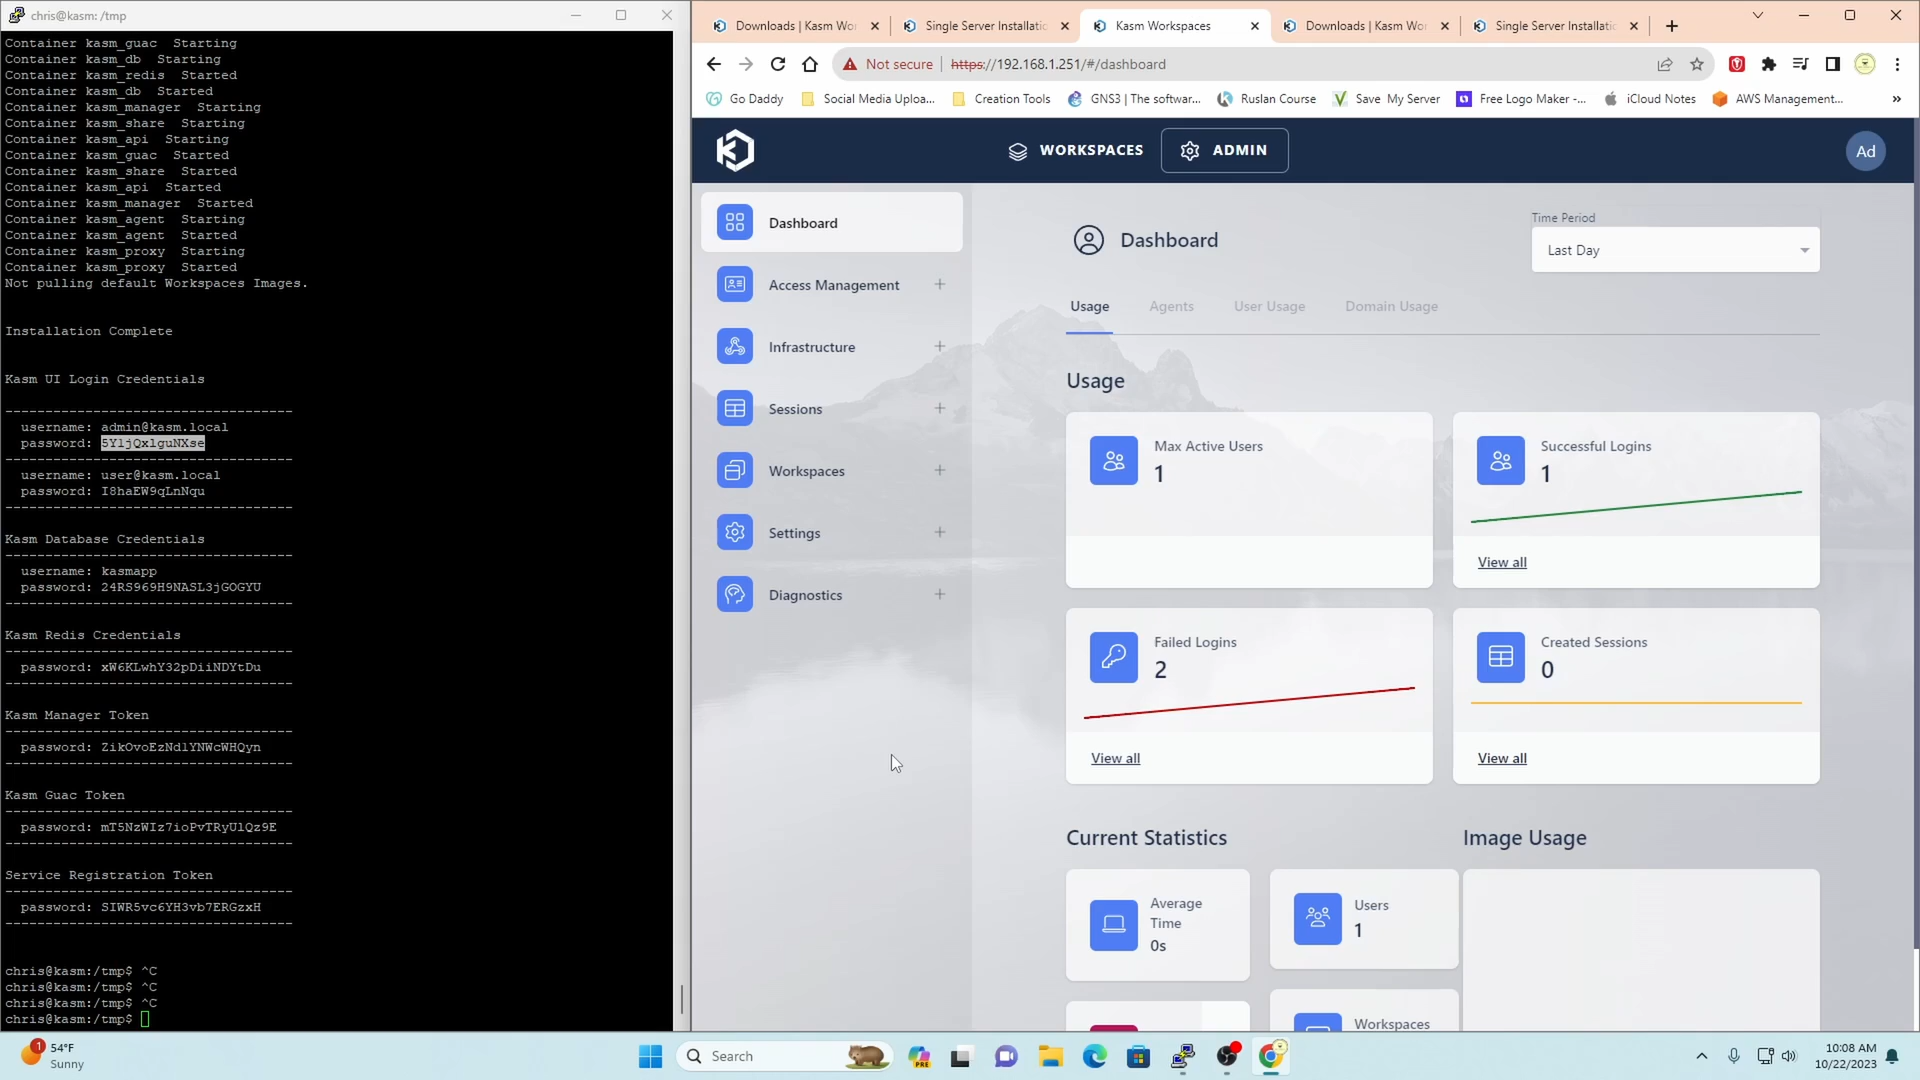 chris@kasm: /tmp
Container kasm_guac  Starting
Container kasm_db  Starting
Container kasm_redis  Started
Container kasm_db  Started
Container kasm_manager  Starting
Container kasm_share  Starting
Container kasm_api  Starting
Container kasm_guac  Started
Container kasm_share  Started
Container kasm_api  Started
Container kasm_manager  Started
Container kasm_agent  Starting
Container kasm_agent  Started
Container kasm_proxy  Starting
Container kasm_proxy  Started
Not pulling default Workspaces Images.
Installation Complete
Kasm UI Login Credentials
------------------------------------
username: admin@kasm.local
password: 5YljQxlguNXse
------------------------------------
username: user@kasm.local
password: I8haEW9qLnNqu
------------------------------------
Kasm Database Credentials
------------------------------------
username: kasmapp
password: 24RS969H9NASL3jGOGYU
------------------------------------
Kasm Redis Credentials
------------------------------------
password: xW6KLwhY32pDiiNDYtDu
------------------------------------
Kasm Manager Token
------------------------------------
password: ZikOvoEzNdlYNWcWHQyn
------------------------------------
Kasm Guac Token
------------------------------------
password: mT5NzWIz7ioPvTRyUlQz9E
------------------------------------
Service Registration Token
------------------------------------
password: SIWR5vc6YH3vb7ERGzxH
------------------------------------
chris@kasm:/tmp$ ^C
chris@kasm:/tmp$ ^C
chris@kasm:/tmp$ ^C
chris@kasm:/tmp$
Downloads | Kasm Wor
Single Server Installatio
Kasm Workspaces
Downloads | Kasm Wor
Single Server Installatio
Not secure | https://192.168.1.251/#/dashboard
Go Daddy
Social Media Uploa...
Creation Tools
GNS3 | The softwar...
Ruslan Course
Save My Server
Free Logo Maker -...
iCloud Notes
AWS Management...
»
WORKSPACES
ADMIN
Ad
Dashboard
Access Management
Infrastructure
Sessions
Workspaces
Settings
Diagnostics
Dashboard
Time Period
Last Day
Usage
Agents
User Usage
Domain Usage
Usage
Max Active Users
1
Successful Logins
1
View all
Failed Logins
2
View all
Created Sessions
0
View all
Current Statistics
Image Usage
Average
Time
0s
Users
1
Workspaces
1
54°F
Sunny
Search
PRE
10:08 AM
10/22/2023